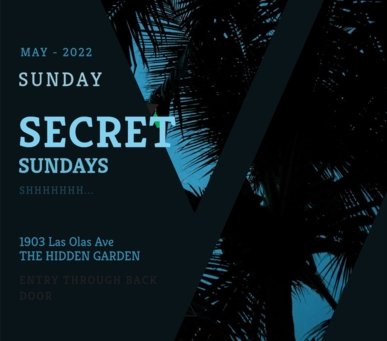 MAY - 2022
SUNDAY
SECRET
SUNDAYS
SHHHHHHH...
1903 Las Olas Ave
THE HIDDEN GARDEN
ENTRY THROUGH BACK
DOOR